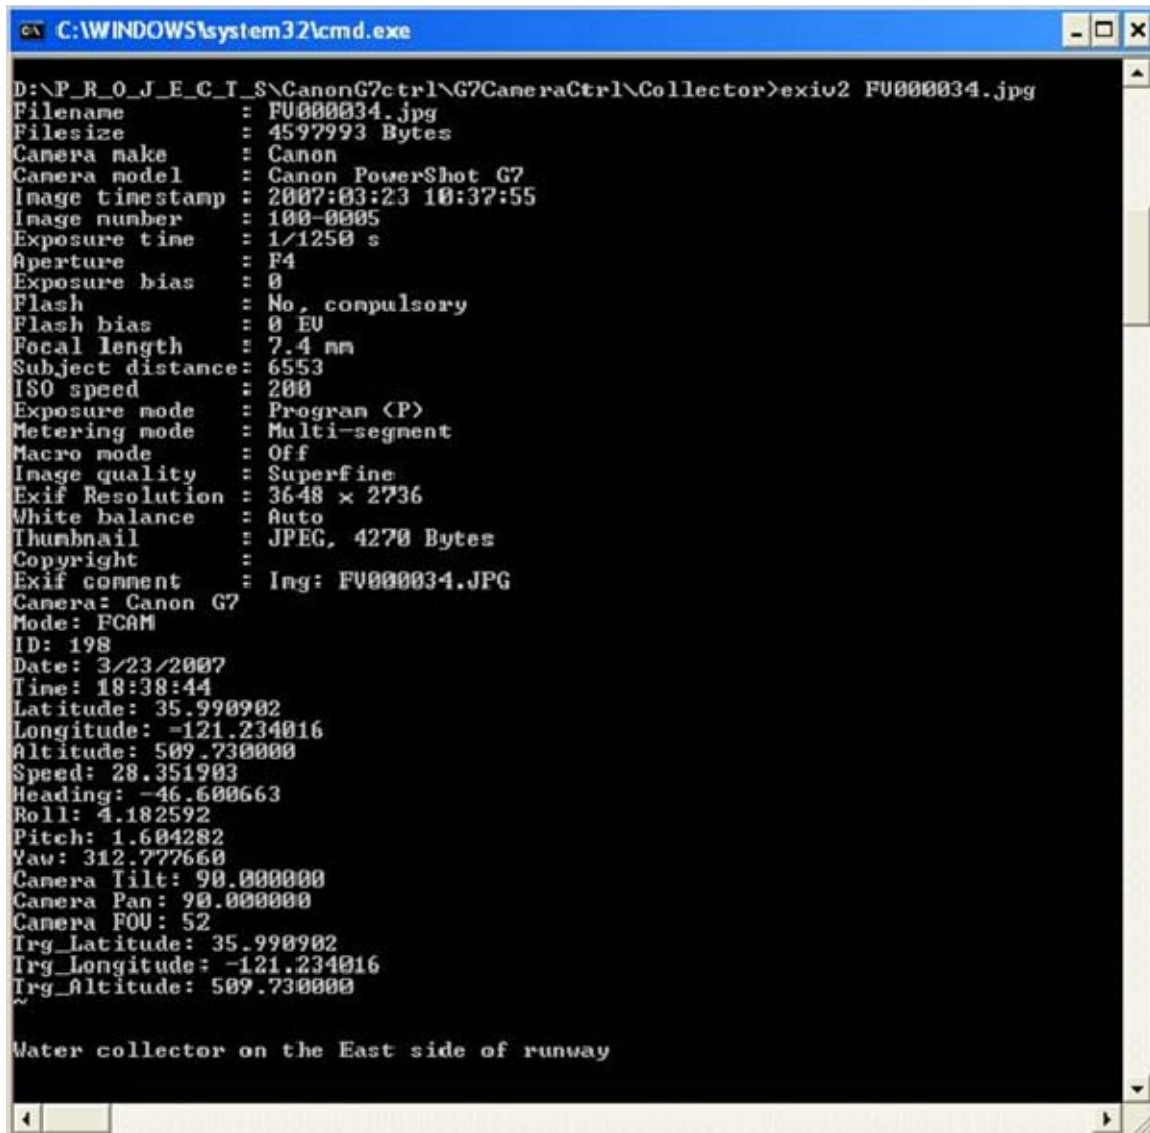 C:\WINDOWS\system32\cmd.exe
D:\P_R_O_J_E_C_T_S\CanonG7ctrl\G7CameraCtrl\Collector>exiv2 FV000034.jpg
Filename : FV000034.jpg
Filesize : 4597993 Bytes
Camera make : Canon
Camera model : Canon PowerShot G7
Image timestamp : 2007:03:23 10:37:55
Image number : 100-0005
Exposure time : 1/1250 s
Aperture : F4
Exposure bias : 0
Flash : No, compulsory
Flash bias : 0 EV
Focal length : 7.4 mm
Subject distance: 6553
ISO speed : 200
Exposure mode : Program (P)
Metering mode : Multi-segment
Macro mode : Off
Image quality : Superfine
Exif Resolution : 3648 x 2736
White balance : Auto
Thumbnail : JPEG, 4270 Bytes
Copyright :
Exif comment : Img: FV000034.JPG
Camera: Canon G7
Mode: FCAM
ID: 198
Date: 3/23/2007
Time: 18:38:44
Latitude: 35.990902
Longitude: -121.234016
Altitude: 509.730000
Speed: 28.351903
Heading: -46.600663
Roll: 4.182592
Pitch: 1.604282
Yaw: 312.777660
Camera Tilt: 90.000000
Camera Pan: 90.000000
Camera FOV: 52
Trg_Latitude: 35.990902
Trg_Longitude: -121.234016
Trg_Altitude: 509.730000
~
Water collector on the East side of runway